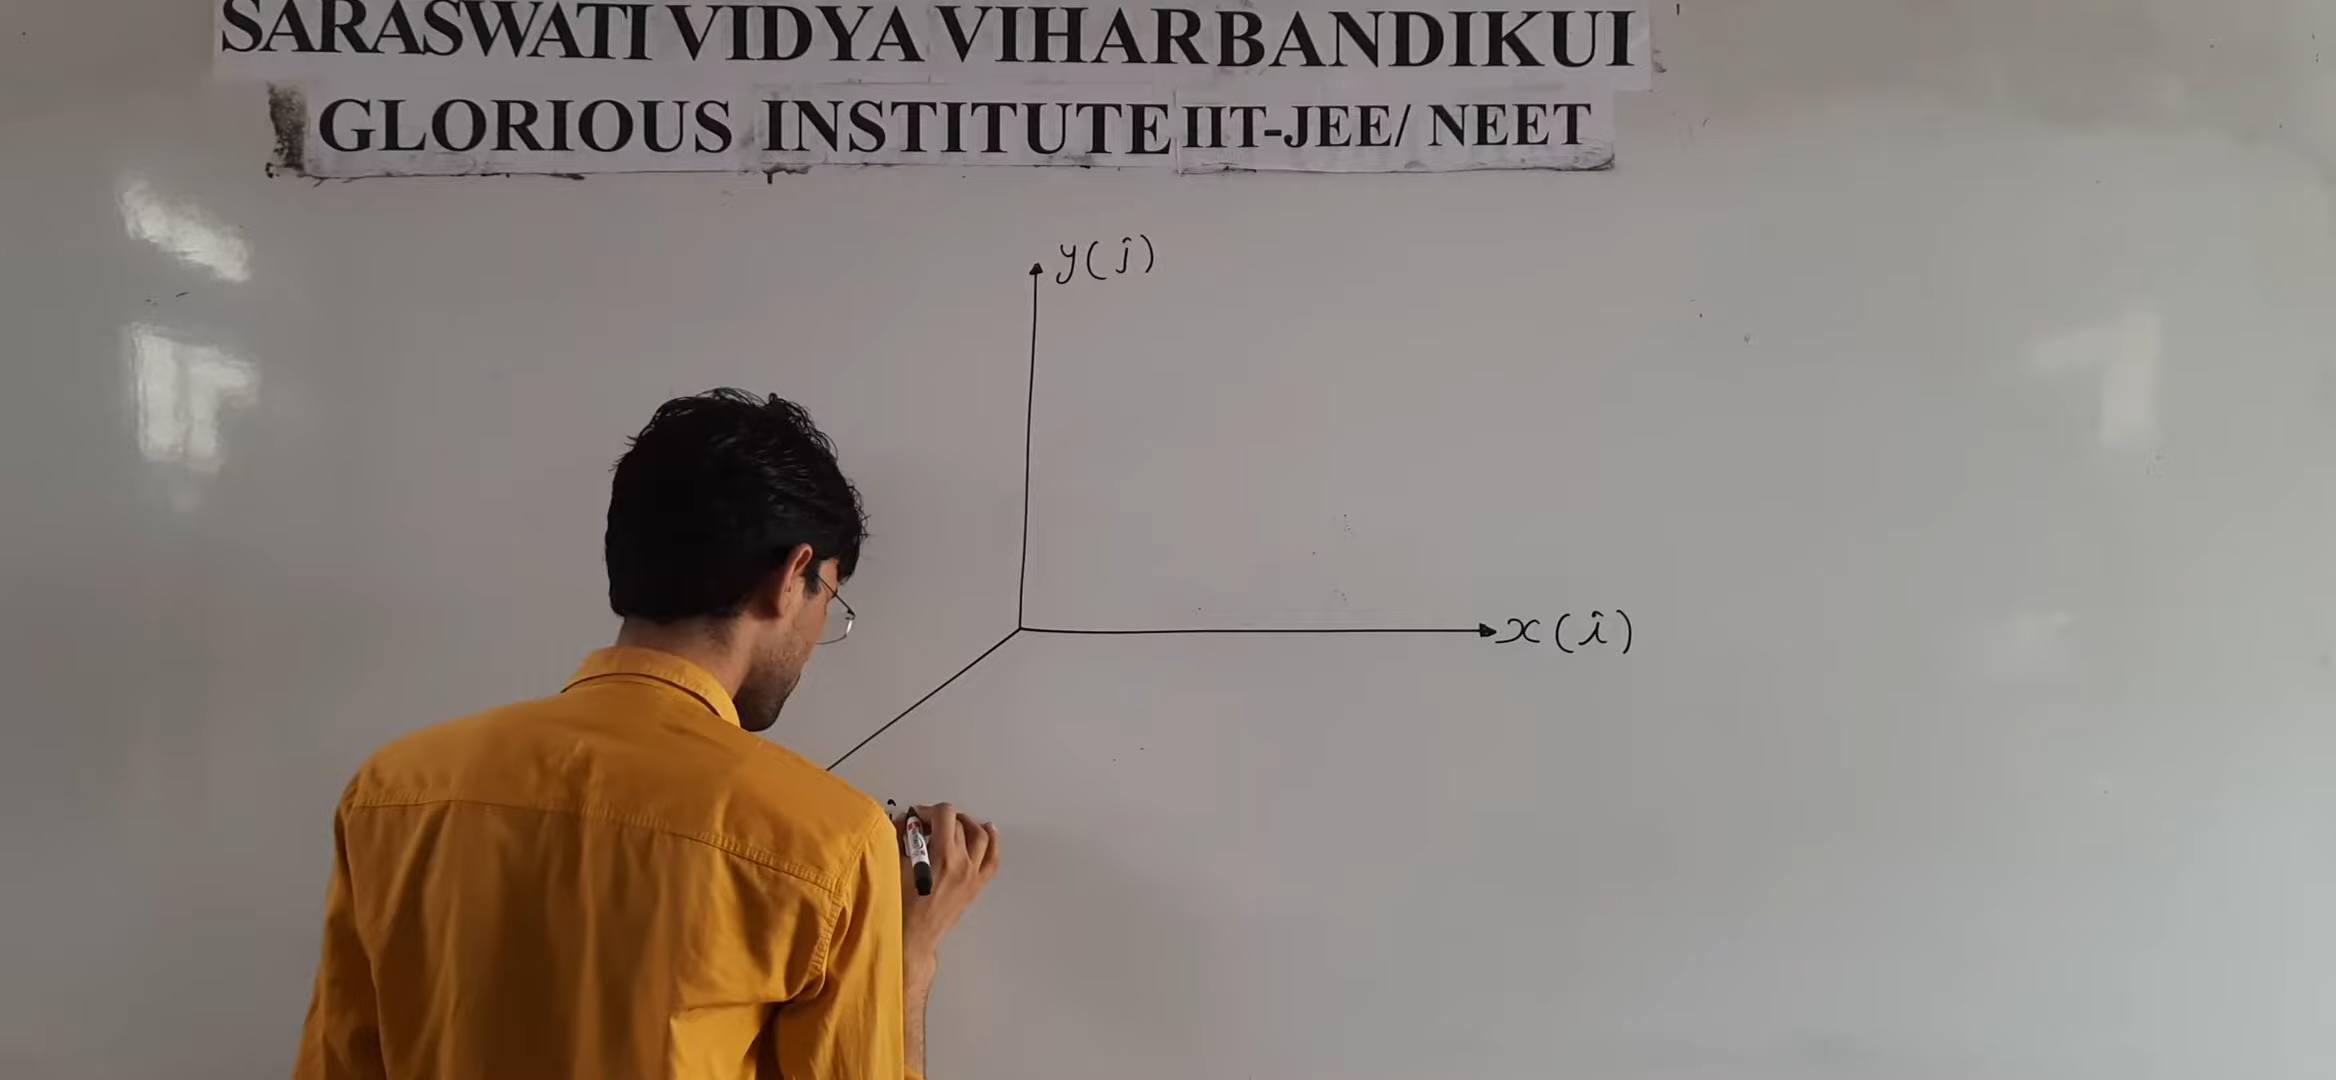 SARASWATI VIDYA VIHAR BANDIKUI
GLORIOUS INSTITUTE IIT-JEE/ NEET
y(ĵ)
x(î)